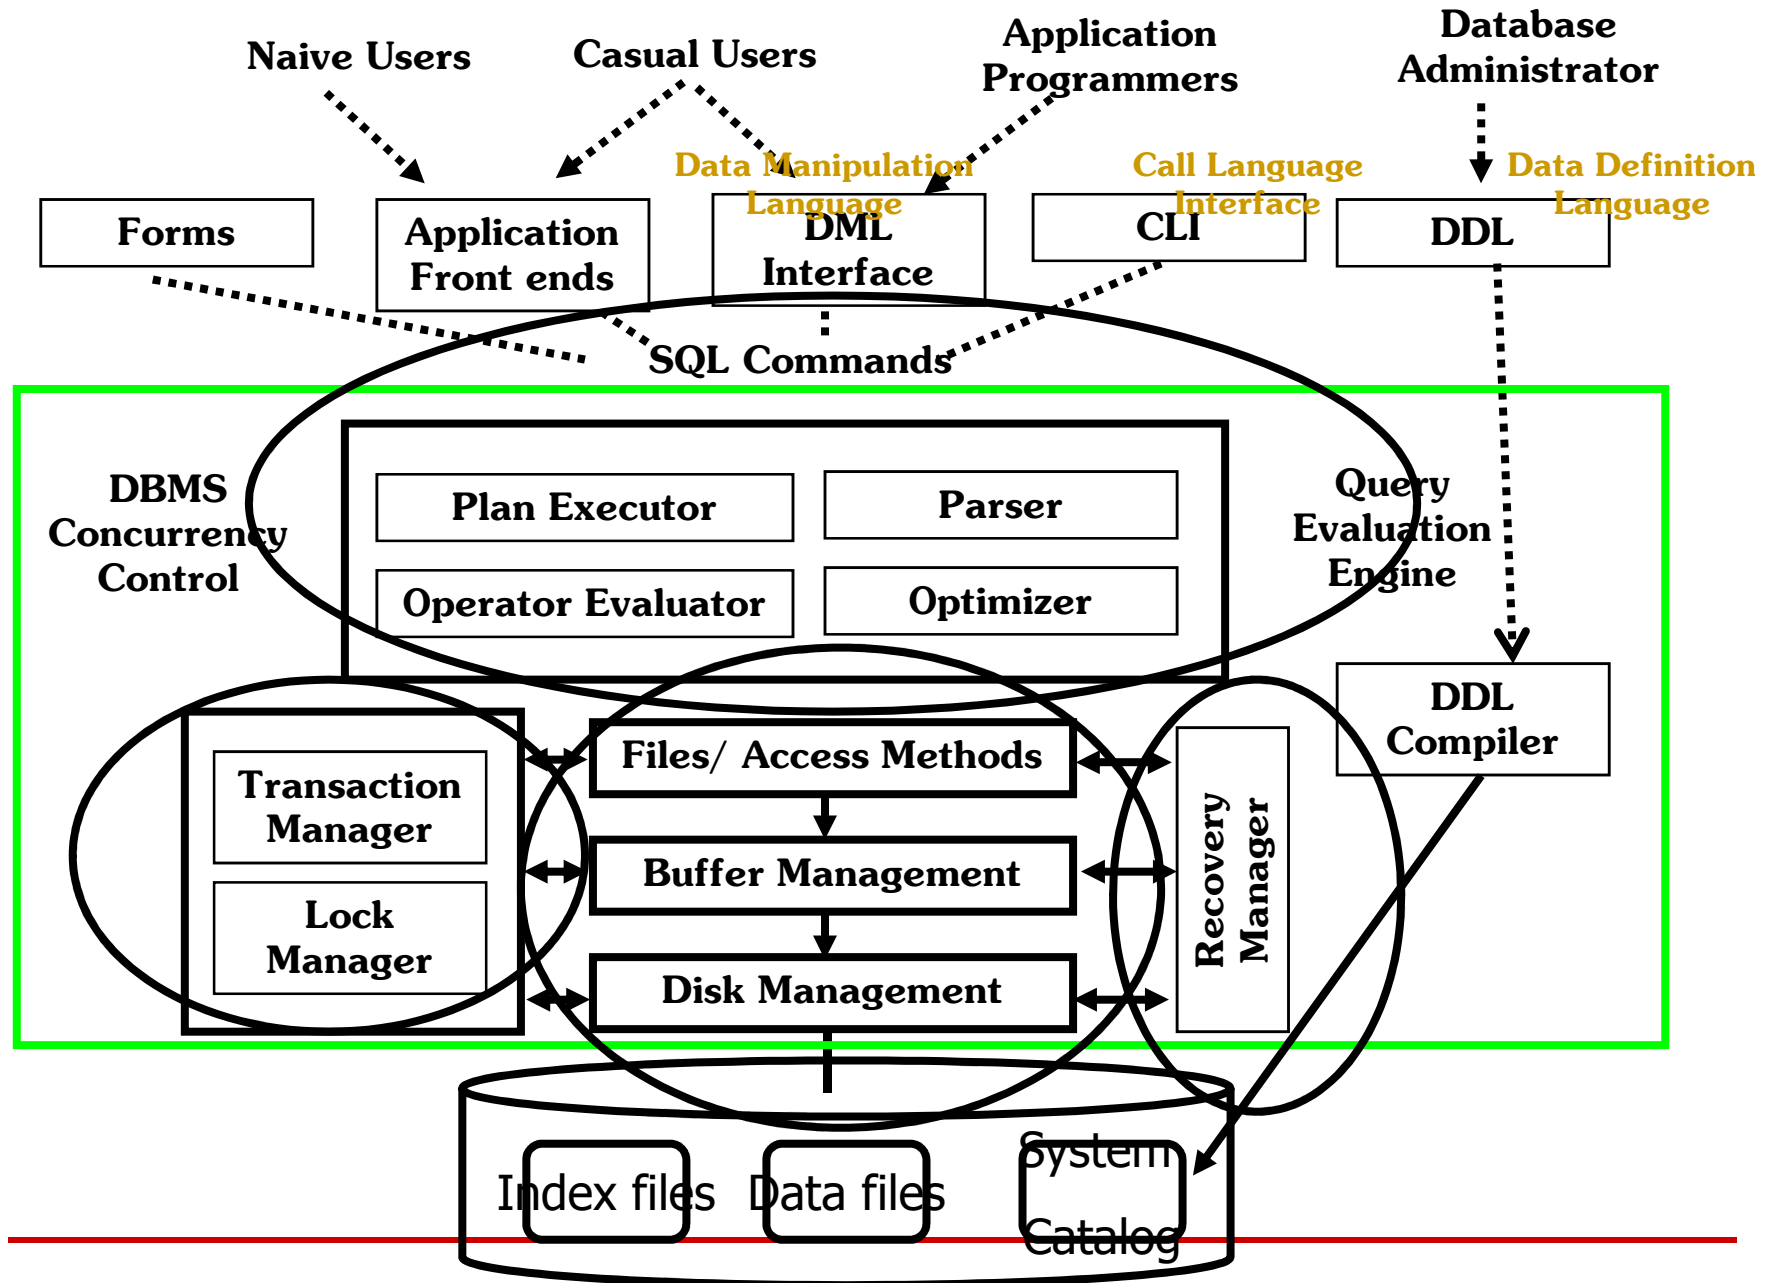 Naive Users
Casual Users
Application
Programmers
Database
Administrator
Data Manipulation
Language
Call Language
Interface
Data Definition
Language
Forms
Application
Front ends
DML
Interface
CLI
DDL
SQL Commands
DBMS
Concurrency
Control
Plan Executor
Parser
Operator Evaluator
Optimizer
Query
Evaluation
Engine
DDL
Compiler
Transaction
Manager
Lock
Manager
Files/ Access Methods
Buffer Management
Disk Management
Recovery
Manager
Index files
Data files
System
Catalog